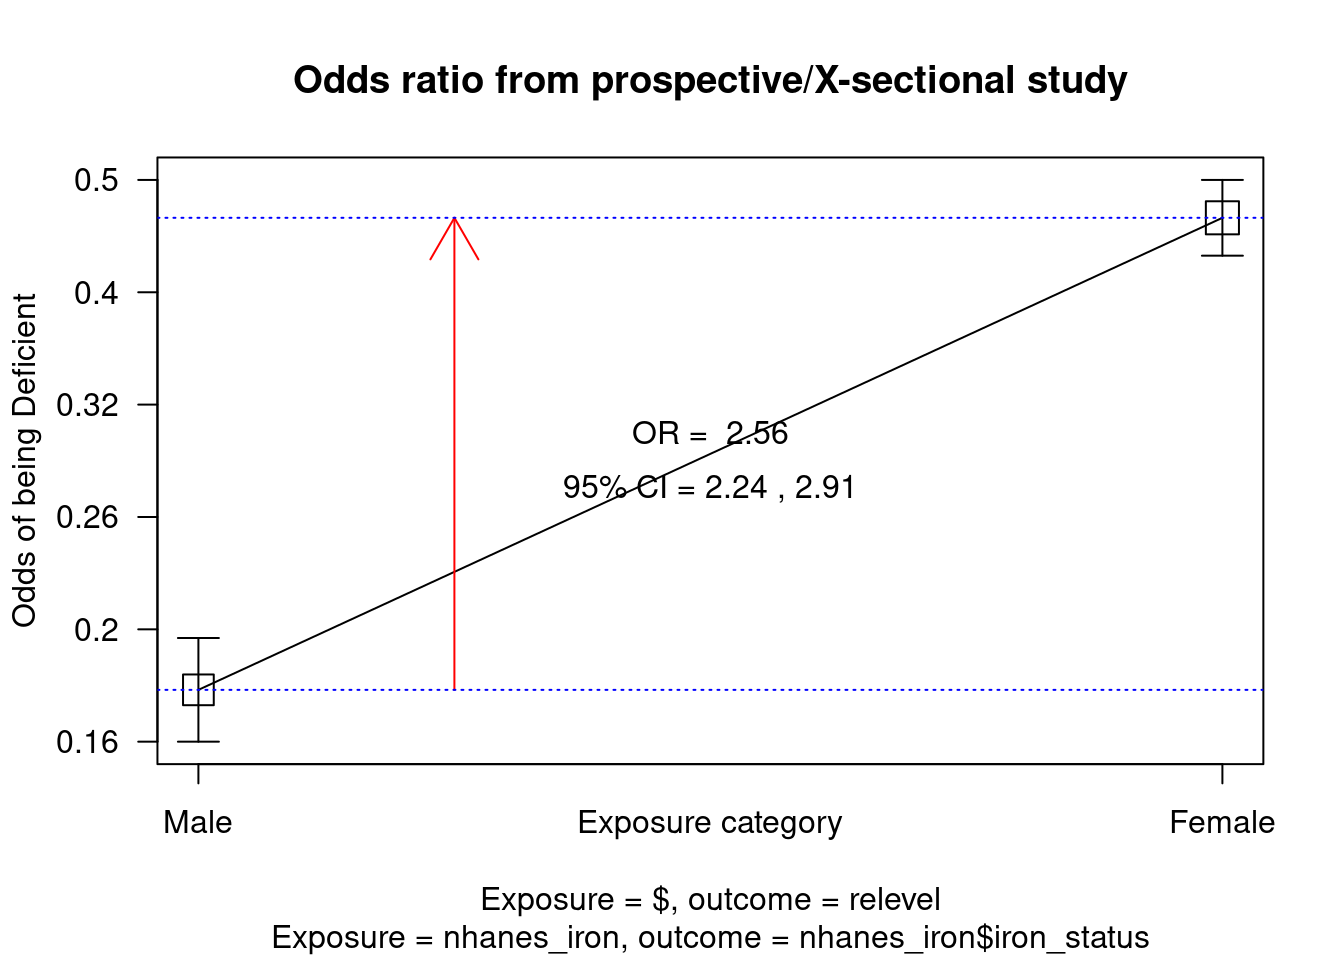 Odds ratio from prospective/X-sectional study
0.5
0.4
0.32
0.26
0.2
0.16
Odds of being Deficient
OR =  2.56
95% CI = 2.24 , 2.91
Male
Exposure category
Female
Exposure = $, outcome = relevel
Exposure = nhanes_iron, outcome = nhanes_iron$iron_status